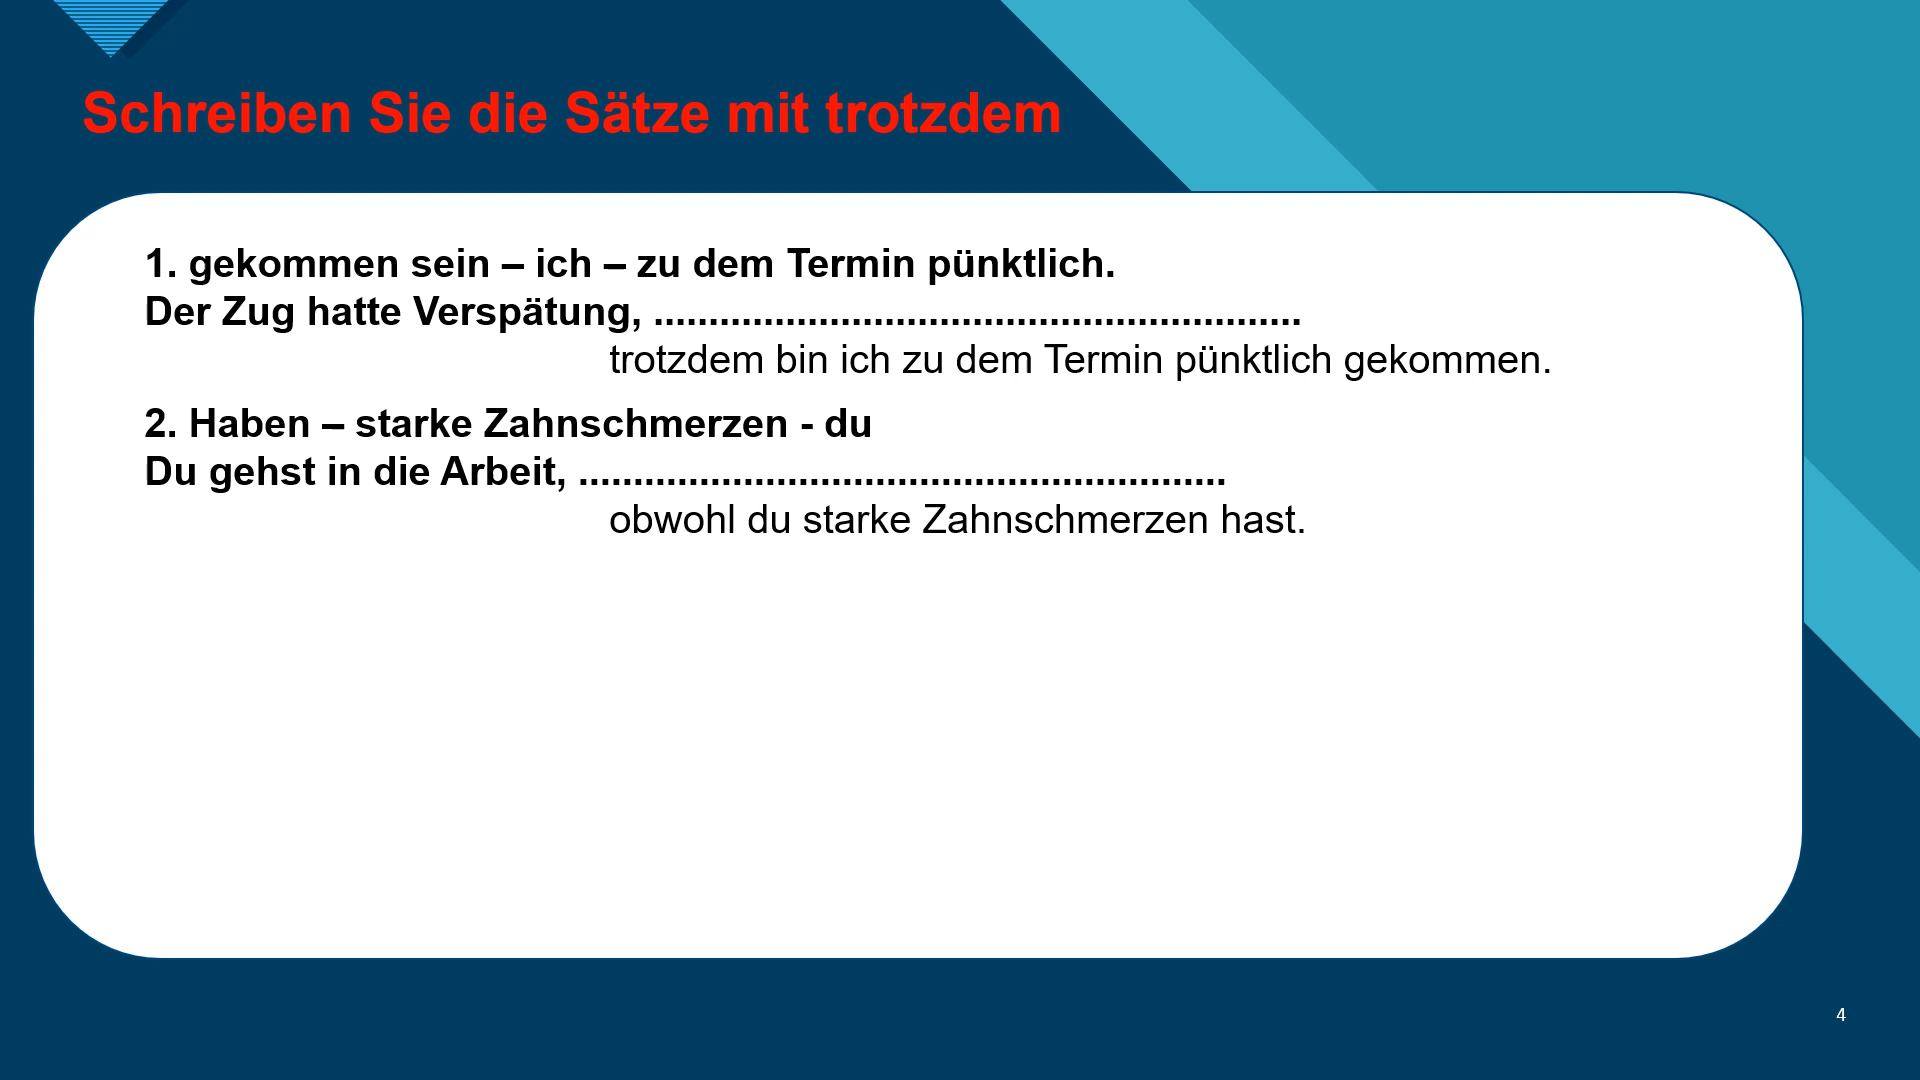 Schreiben Sie die Sätze mit trotzdem
1. gekommen sein – ich – zu dem Termin pünktlich.
Der Zug hatte Verspätung, ...........................................................
trotzdem bin ich zu dem Termin pünktlich gekommen.
2. Haben – starke Zahnschmerzen - du
Du gehst in die Arbeit, ...........................................................
obwohl du starke Zahnschmerzen hast.
4